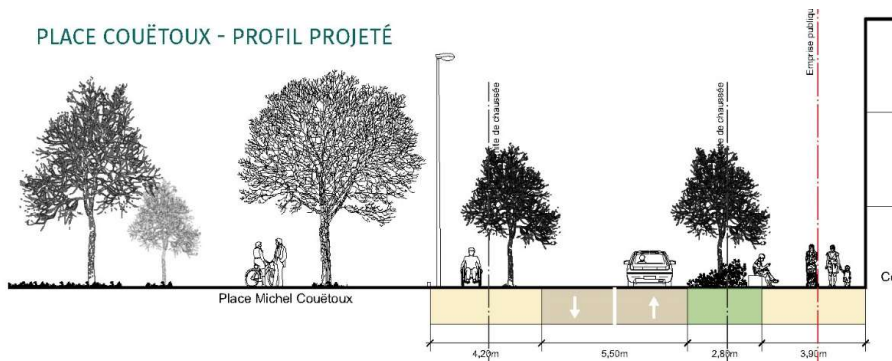 PLACE COUËTOUX - PROFIL PROJETÉ
Emprise publiqu
de chaussée
de chaussée
Place Michel Couëtoux
4,20m
5,50m
2,80m
3,90m